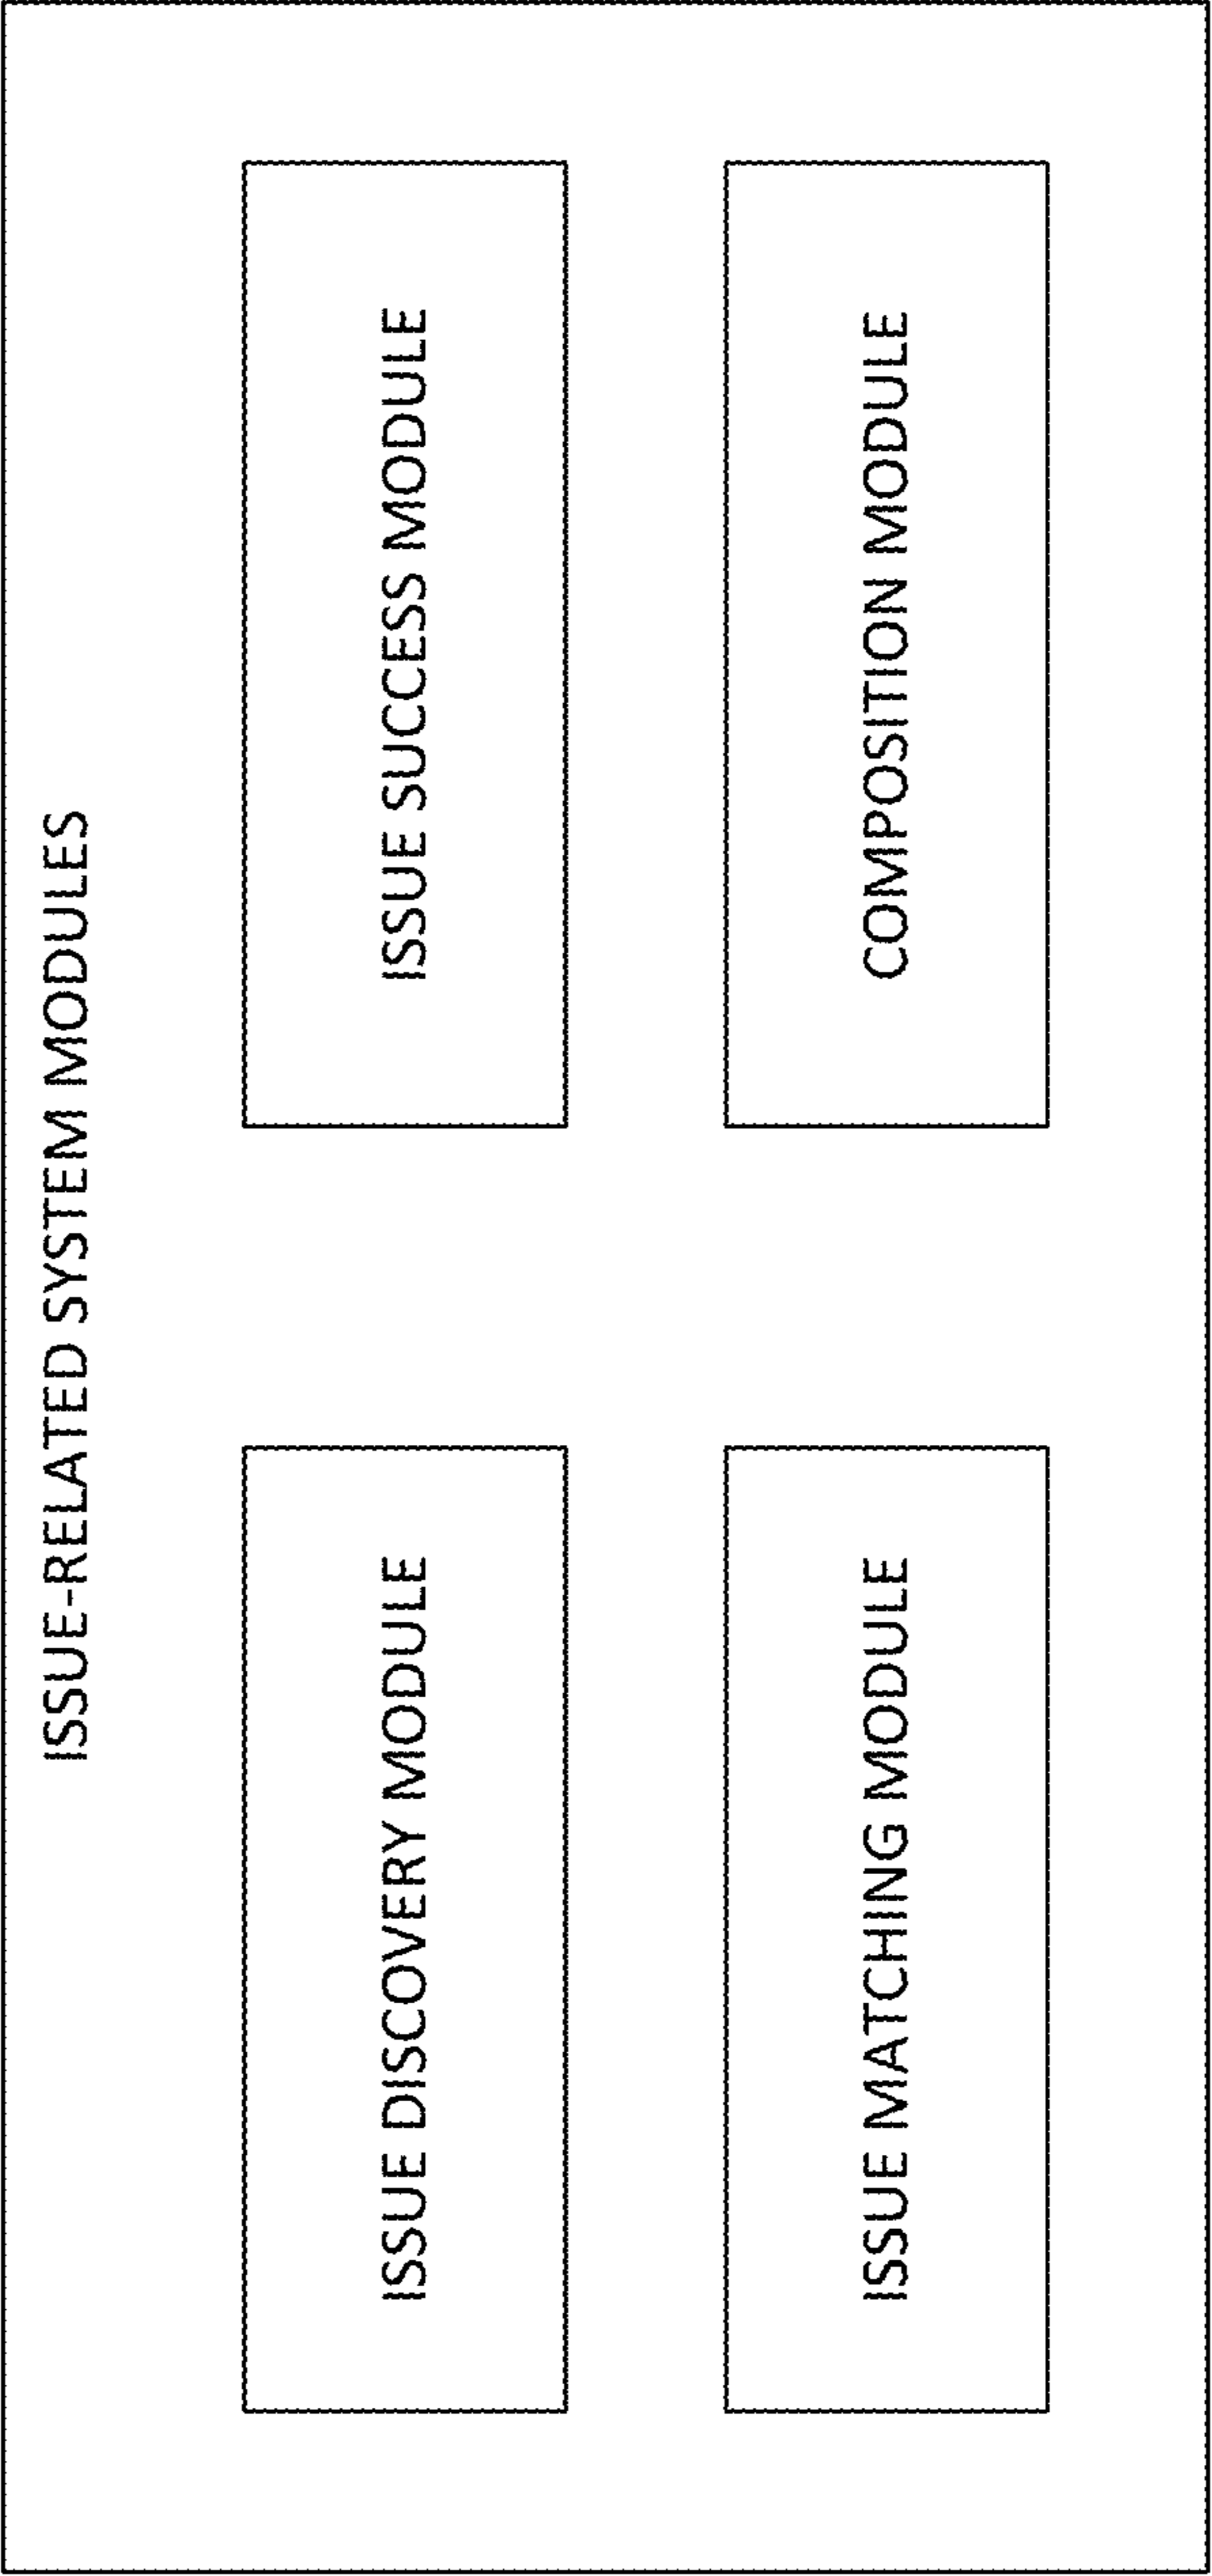 ISSUE-RELATED SYSTEM MODULES
ISSUE DISCOVERY MODULE
ISSUE SUCCESS MODULE
ISSUE MATCHING MODULE
COMPOSITION MODULE